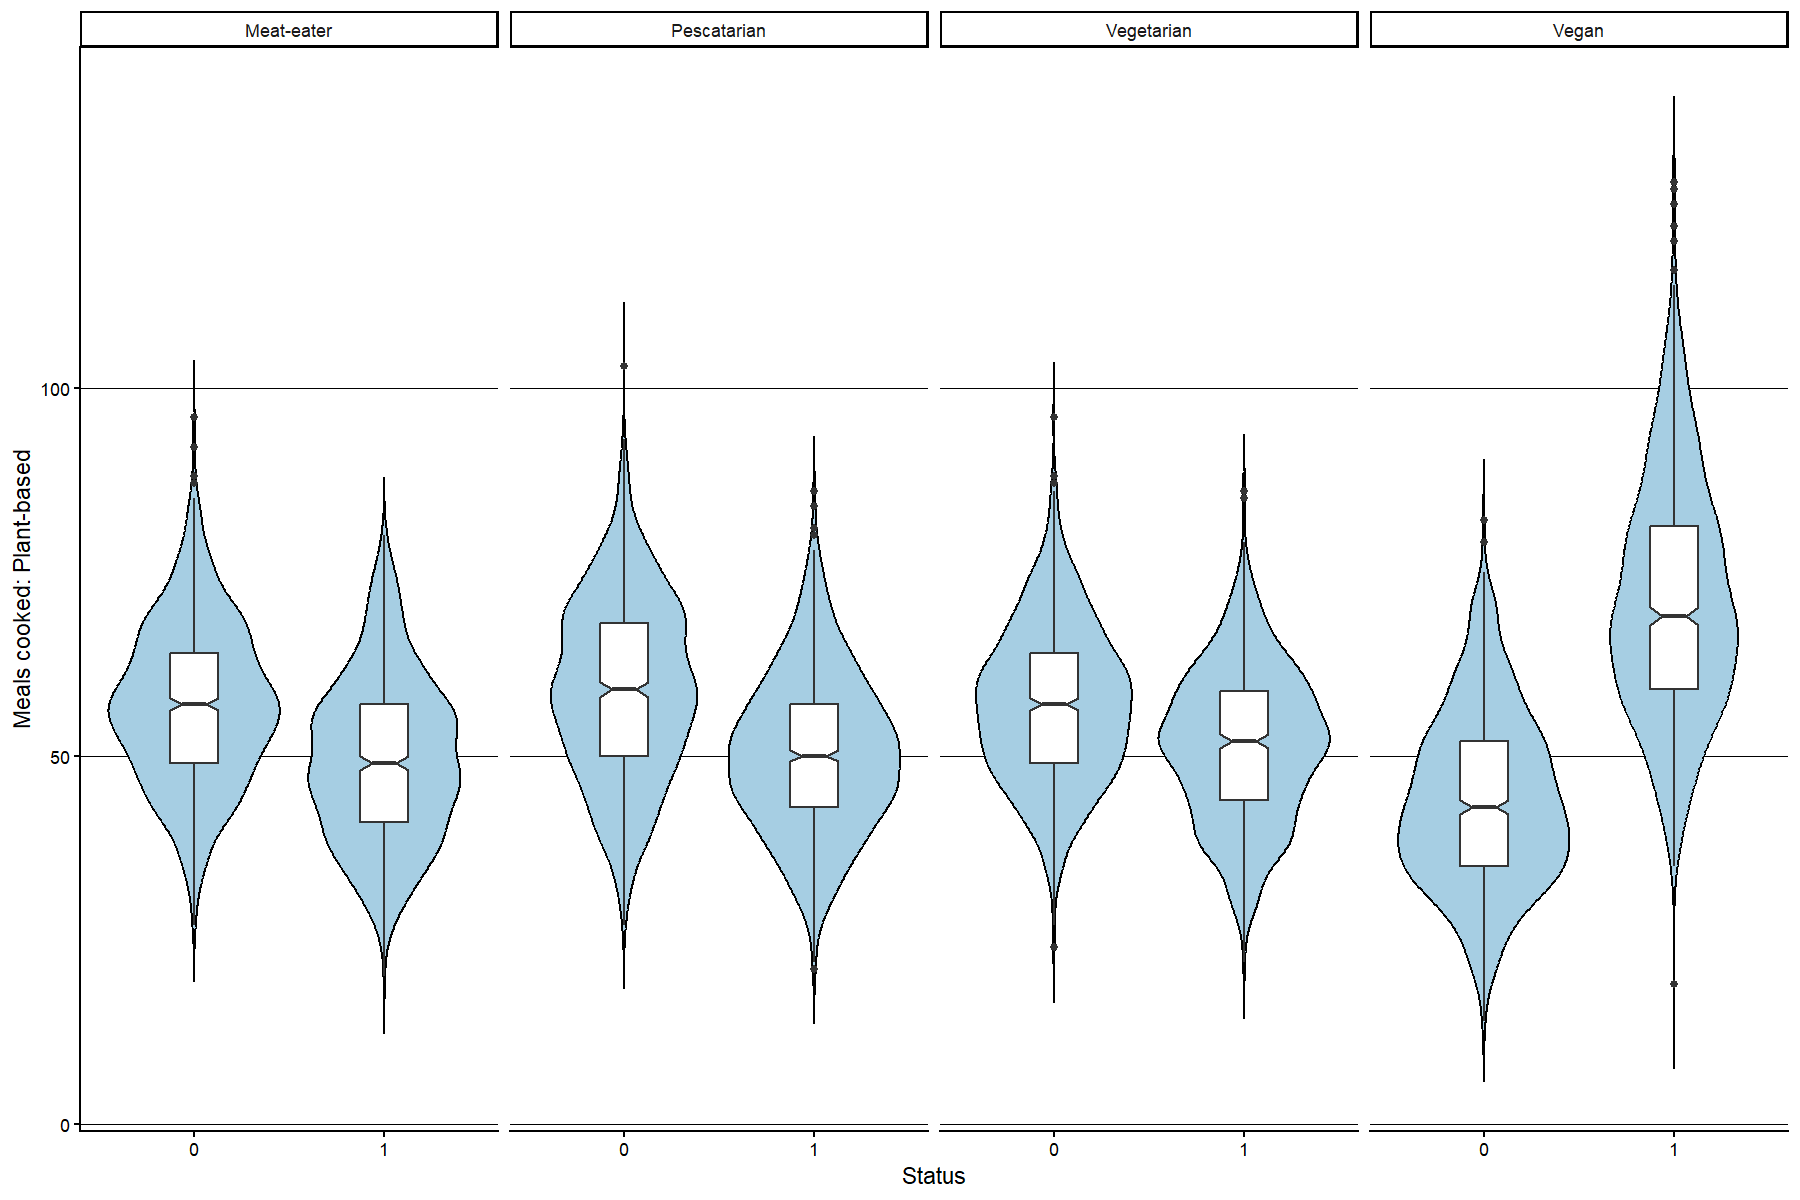 Meat-eater
Pescatarian
Vegetarian
Vegan
Meals cooked: Plant-based
100
50
0
0
1
0
1
0
1
0
1
Status